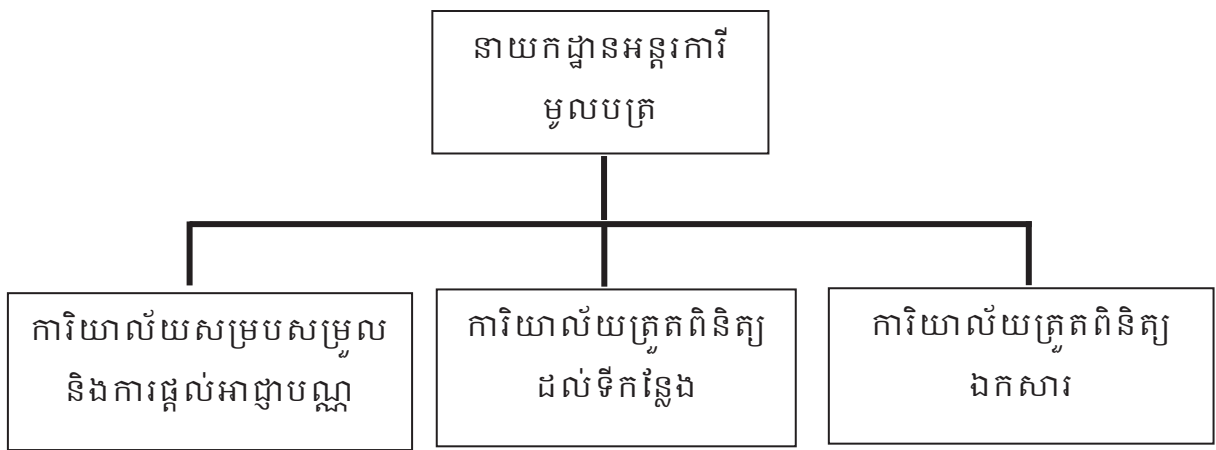 នាយកដ្ឋានអន្តរការី
មូលបត្រ
ការិយាល័យសម្របសម្រួល
និងការផ្តល់អាជ្ញាបណ្ណ
ការិយាល័យត្រួតពិនិត្យ
ដល់ទីកន្លែង
ការិយាល័យត្រួតពិនិត្យ
ឯកសារ